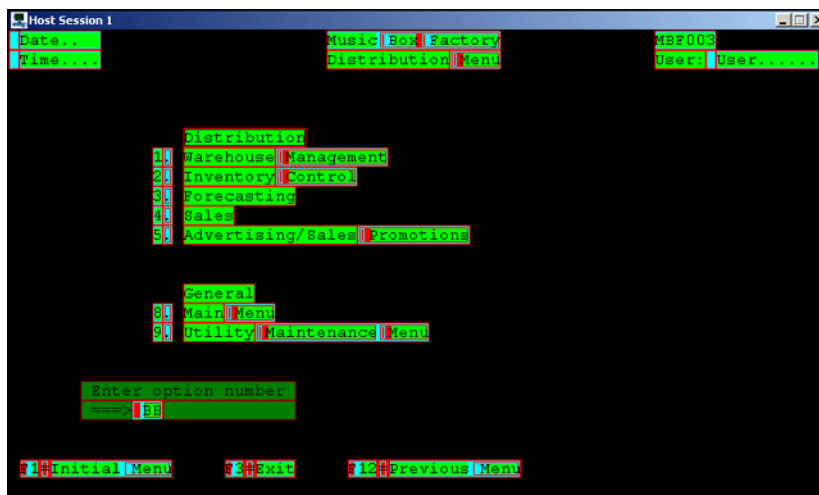 Host Session 1
Date.. Music Box Factory MBF003
Time.... Distribution Menu User: User......
Distribution
1. Warehouse Management
2. Inventory Control
3. Forecasting
4. Sales
5. Advertising/Sales Promotions
General
8. Main Menu
9. Utility Maintenance Menu
Enter option number
===> BB
F1=Initial Menu F3=Exit F12=Previous Menu